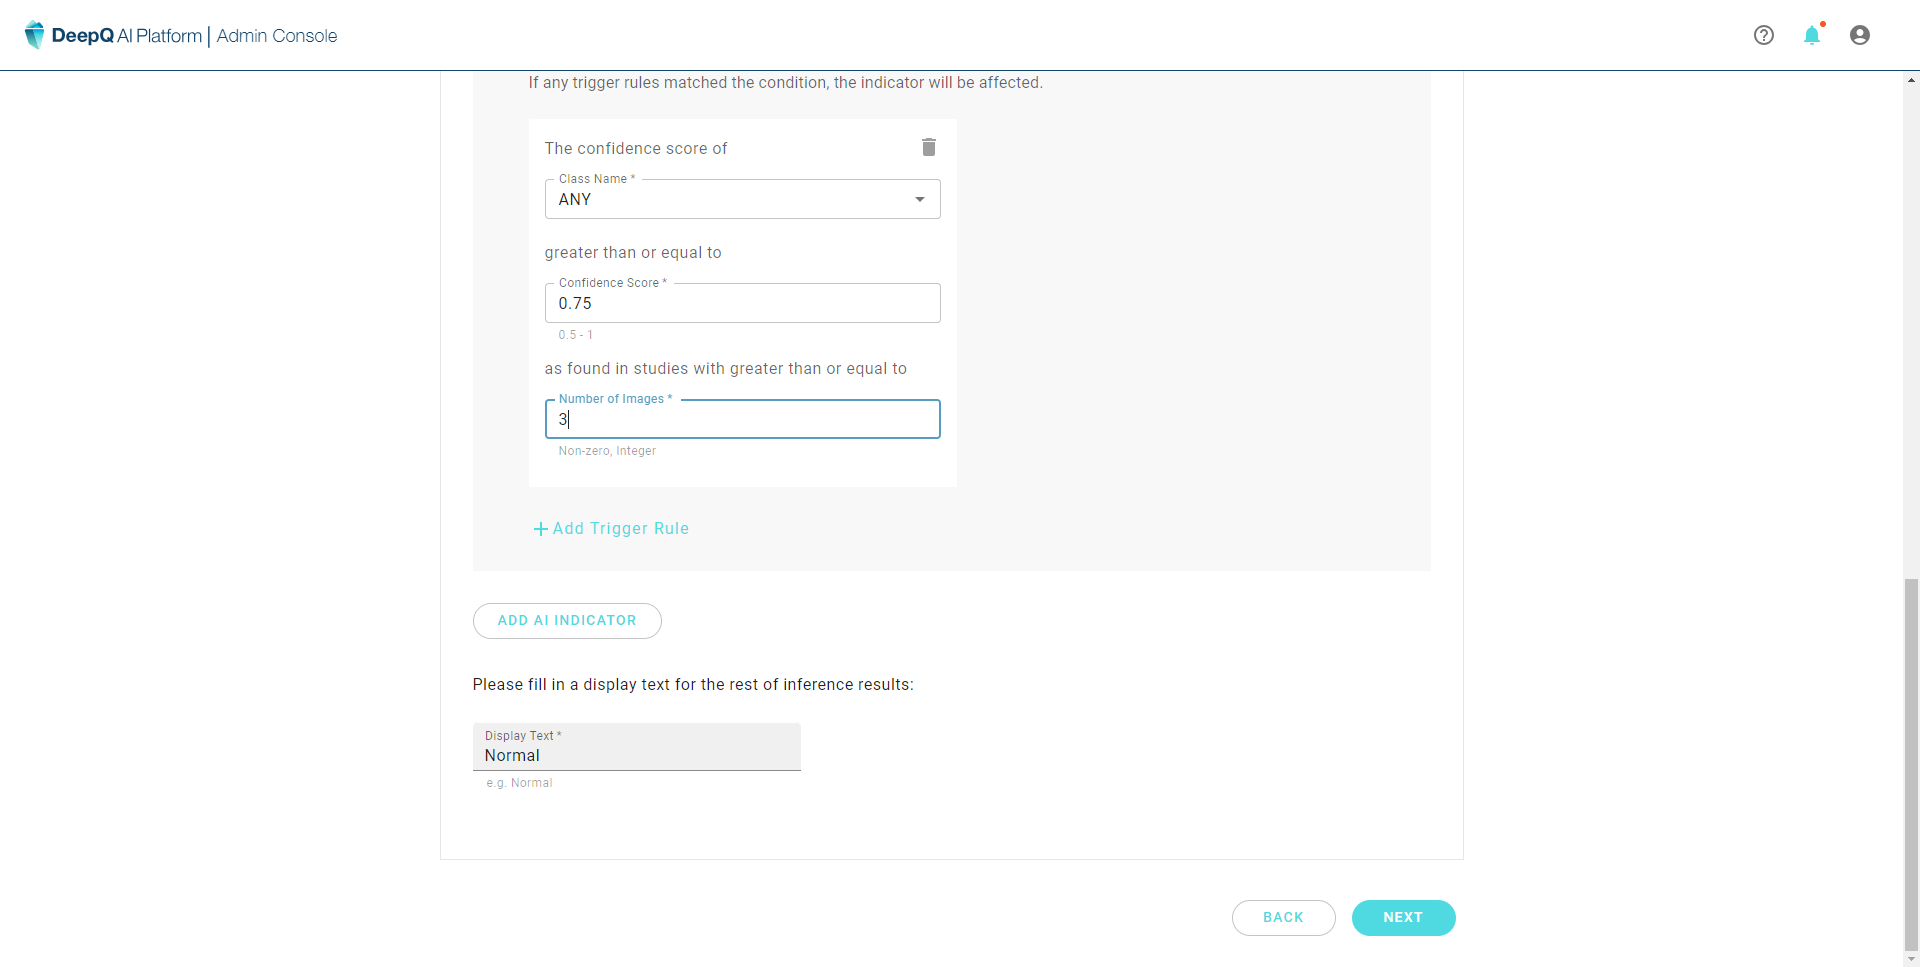 DeepQ AI Platform | Admin Console
If any trigger rules matched the condition, the indicator will be affected.
The confidence score of
Class Name *
ANY
greater than or equal to
Confidence Score *
0.75
0.5 - 1
as found in studies with greater than or equal to
Number of Images *
3
Non-zero, Integer
+ Add Trigger Rule
ADD AI INDICATOR
Please fill in a display text for the rest of inference results:
Display Text *
Normal
e.g. Normal
BACK
NEXT